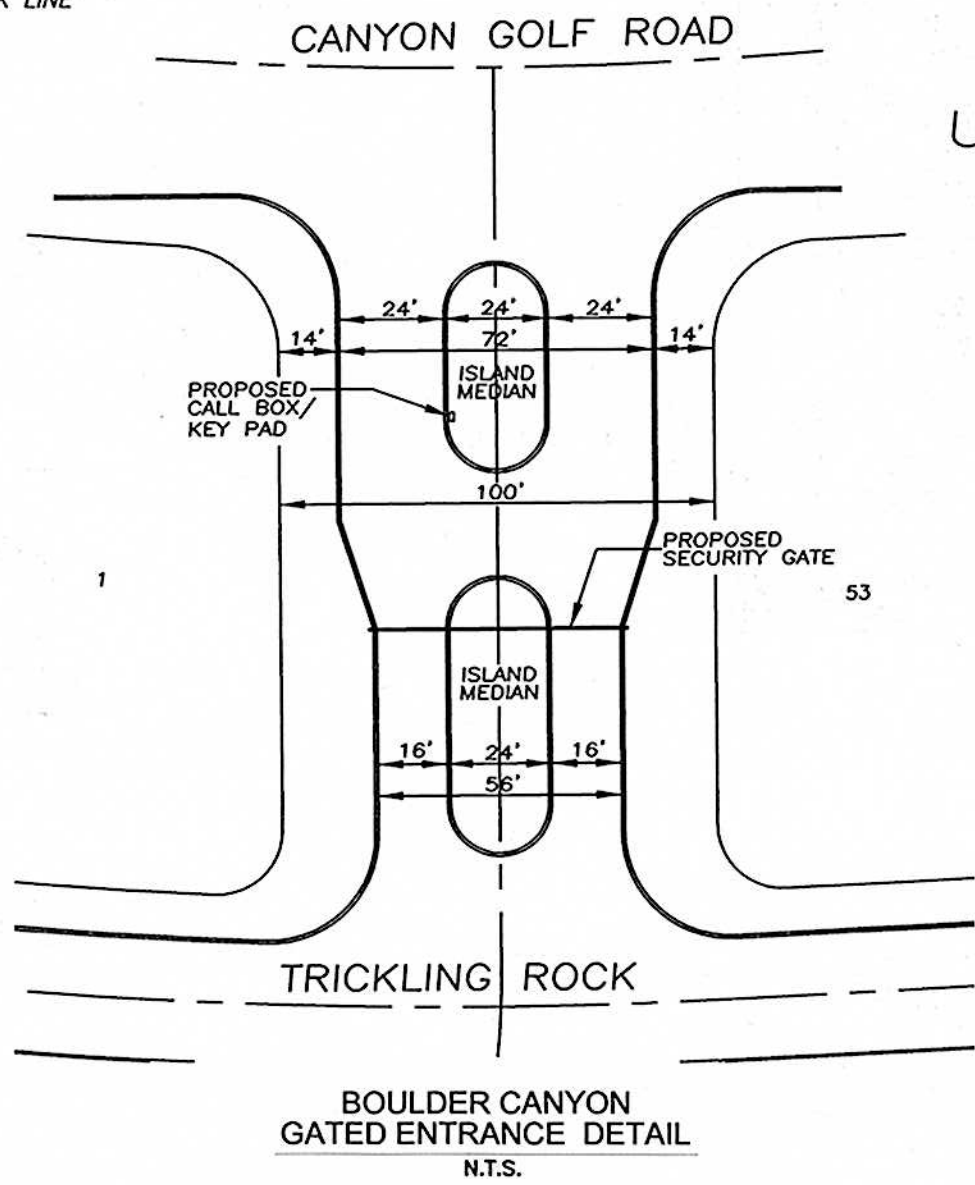 LINE
CANYON GOLF ROAD
24' 24' 24'
14' 72' 14'
ISLAND
MEDIAN
PROPOSED
CALL BOX/
KEY PAD
100'
PROPOSED
SECURITY GATE
1
53
ISLAND
MEDIAN
16' 24' 16'
56'
TRICKLING ROCK
BOULDER CANYON
GATED ENTRANCE DETAIL
N.T.S.